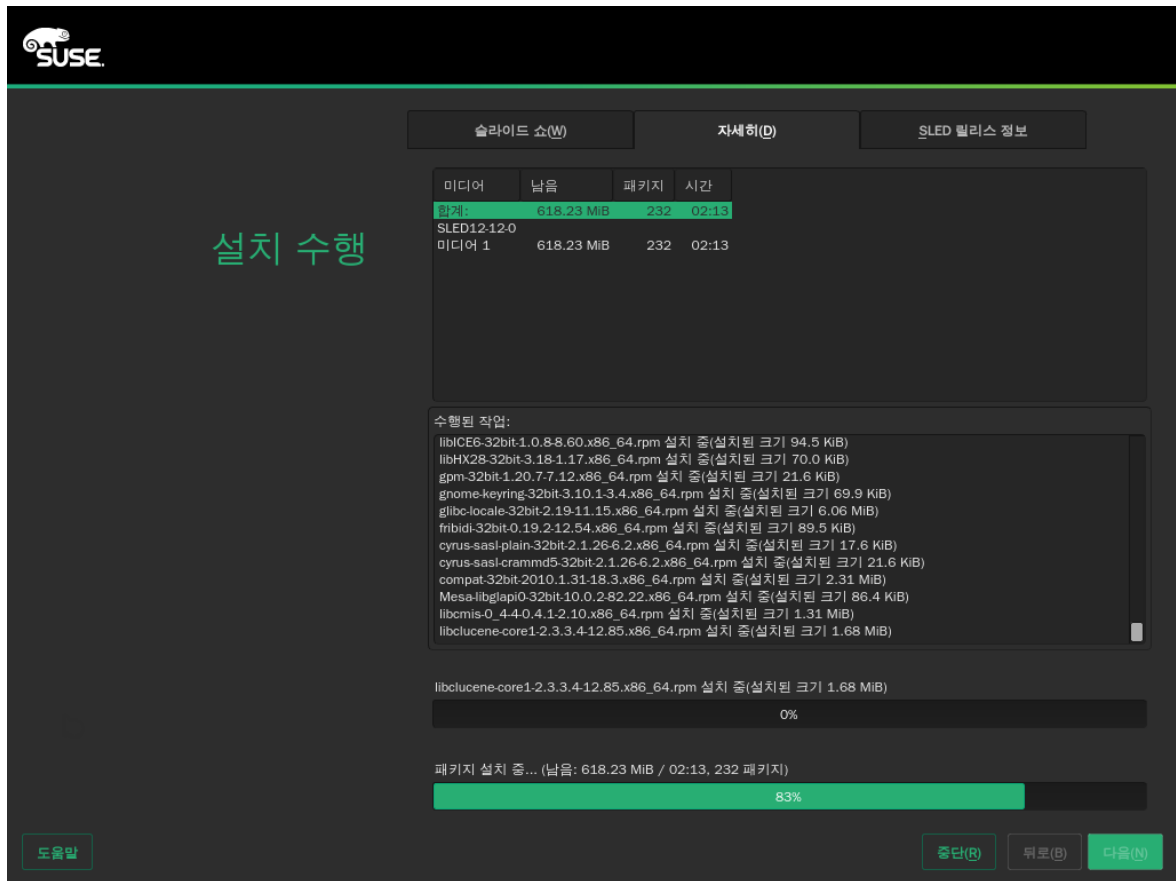 SUSE.
슬라이드 쇼(W)
자세히(D)
SLED 릴리스 정보
설치 수행
미디어 남음 패키지 시간
합계: 618.23 MiB 232 02:13
SLED12-12-0
미디어 1 618.23 MiB 232 02:13
수행된 작업:
libICE6-32bit-1.0.8-8.60.x86_64.rpm 설치 중(설치된 크기 94.5 KiB)
libHX28-32bit-3.18-1.17.x86_64.rpm 설치 중(설치된 크기 70.0 KiB)
gpm-32bit-1.20.7-7.12.x86_64.rpm 설치 중(설치된 크기 21.6 KiB)
gnome-keyring-32bit-3.10.1-3.4.x86_64.rpm 설치 중(설치된 크기 69.9 KiB)
glibc-locale-32bit-2.19-11.15.x86_64.rpm 설치 중(설치된 크기 6.06 MiB)
fribidi-32bit-0.19.2-12.54.x86_64.rpm 설치 중(설치된 크기 89.5 KiB)
cyrus-sasl-plain-32bit-2.1.26-6.2.x86_64.rpm 설치 중(설치된 크기 17.6 KiB)
cyrus-sasl-crammd5-32bit-2.1.26-6.2.x86_64.rpm 설치 중(설치된 크기 21.6 KiB)
compat-32bit-2010.1.31-18.3.x86_64.rpm 설치 중(설치된 크기 2.31 MiB)
Mesa-libglapi0-32bit-10.0.2-82.22.x86_64.rpm 설치 중(설치된 크기 86.4 KiB)
libcmis-0_4-4-0.4.1-2.10.x86_64.rpm 설치 중(설치된 크기 1.31 MiB)
libclucene-core1-2.3.3.4-12.85.x86_64.rpm 설치 중(설치된 크기 1.68 MiB)
libclucene-core1-2.3.3.4-12.85.x86_64.rpm 설치 중(설치된 크기 1.68 MiB)
0%
패키지 설치 중... (남음: 618.23 MiB / 02:13, 232 패키지)
83%
도움말
중단(R)
뒤로(B)
다음(N)